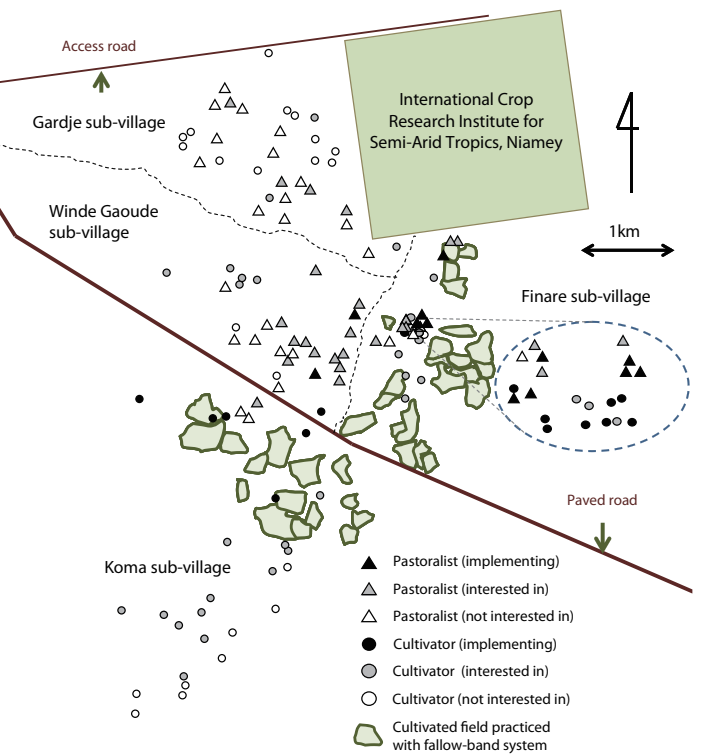 Access road
Gardje sub-village
International Crop
Research Institute for
Semi-Arid Tropics, Niamey
Winde Gaoude
sub-village
1km
Finare sub-village
Paved road
Koma sub-village
Pastoralist (implementing)
Pastoralist (interested in)
Pastoralist (not interested in)
Cultivator (implementing)
Cultivator (interested in)
Cultivator (not interested in)
Cultivated field practiced
with fallow-band system